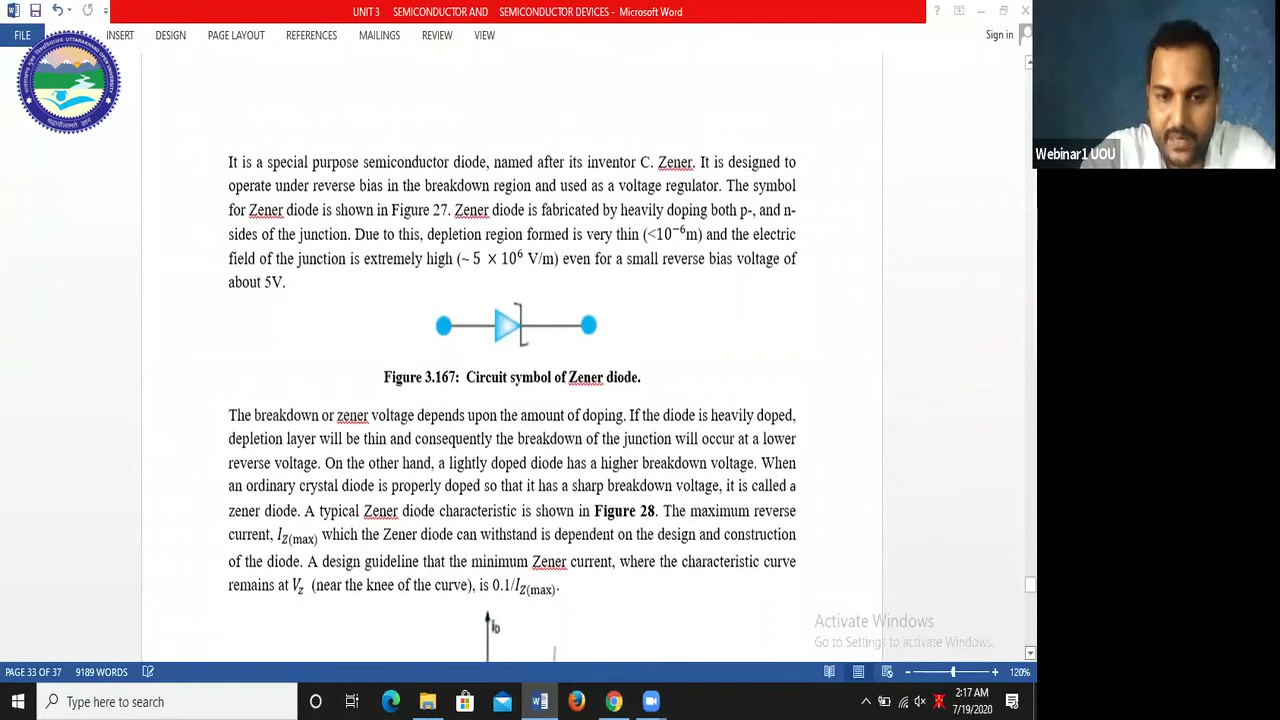 UNIT 3 SEMICONDUCTOR AND SEMICONDUCTOR DEVICES - Microsoft Word
FILE INSERT DESIGN PAGE LAYOUT REFERENCES MAILINGS REVIEW VIEW Sign in
It is a special purpose semiconductor diode, named after its inventor C. Zener. It is designed to
operate under reverse bias in the breakdown region and used as a voltage regulator. The symbol
for Zener diode is shown in Figure 27. Zener diode is fabricated by heavily doping both p-, and n-
sides of the junction. Due to this, depletion region formed is very thin (<10⁻⁶m) and the electric
field of the junction is extremely high (~ 5 × 10⁶ V/m) even for a small reverse bias voltage of
about 5V.
Figure 3.167: Circuit symbol of Zener diode.
The breakdown or zener voltage depends upon the amount of doping. If the diode is heavily doped,
depletion layer will be thin and consequently the breakdown of the junction will occur at a lower
reverse voltage. On the other hand, a lightly doped diode has a higher breakdown voltage. When
an ordinary crystal diode is properly doped so that it has a sharp breakdown voltage, it is called a
zener diode. A typical Zener diode characteristic is shown in Figure 28. The maximum reverse
current, I_Z(max) which the Zener diode can withstand is dependent on the design and construction
of the diode. A design guideline that the minimum Zener current, where the characteristic curve
remains at V_z (near the knee of the curve), is 0.1/I_Z(max).
i_D
Webinar1 UOU
Activate Windows
Go to Settings to activate Windows.
PAGE 33 OF 37 9189 WORDS 120%
Type here to search
2:17 AM
7/19/2020